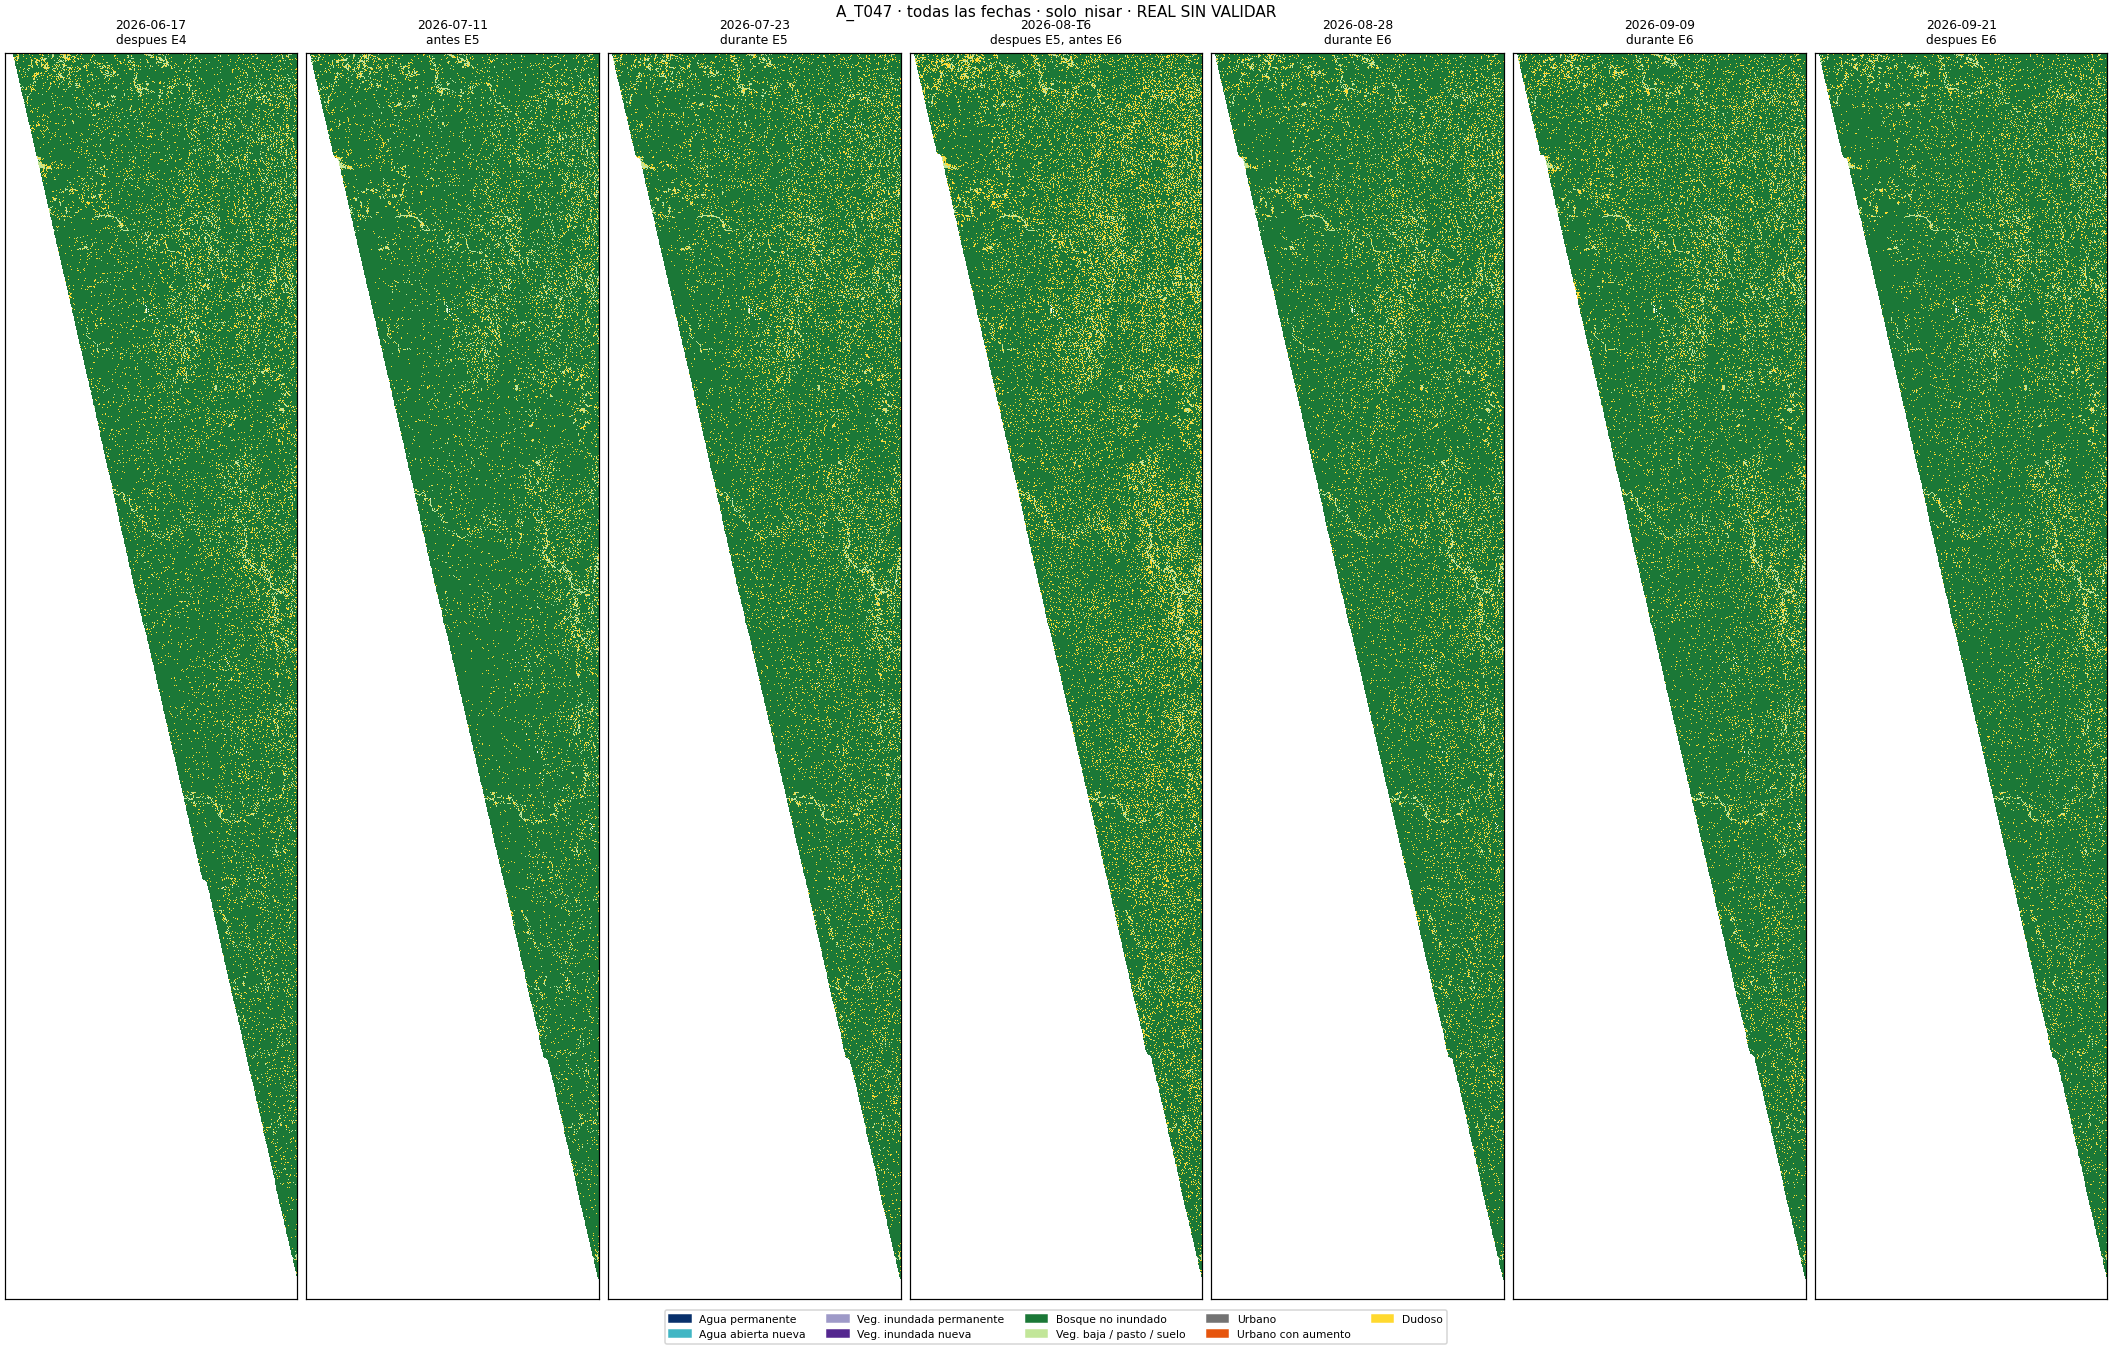 A_T047 · todas las fechas · solo_nisar · REAL SIN VALIDAR
2026-06-17
despues E4
2026-07-11
antes E5
2026-07-23
durante E5
2026-08-16
despues E5, antes E6
2026-08-28
durante E6
2026-09-09
durante E6
2026-09-21
despues E6
Agua permanente
Agua abierta nueva
Veg. inundada permanente
Veg. inundada nueva
Bosque no inundado
Veg. baja / pasto / suelo
Urbano
Urbano con aumento
Dudoso